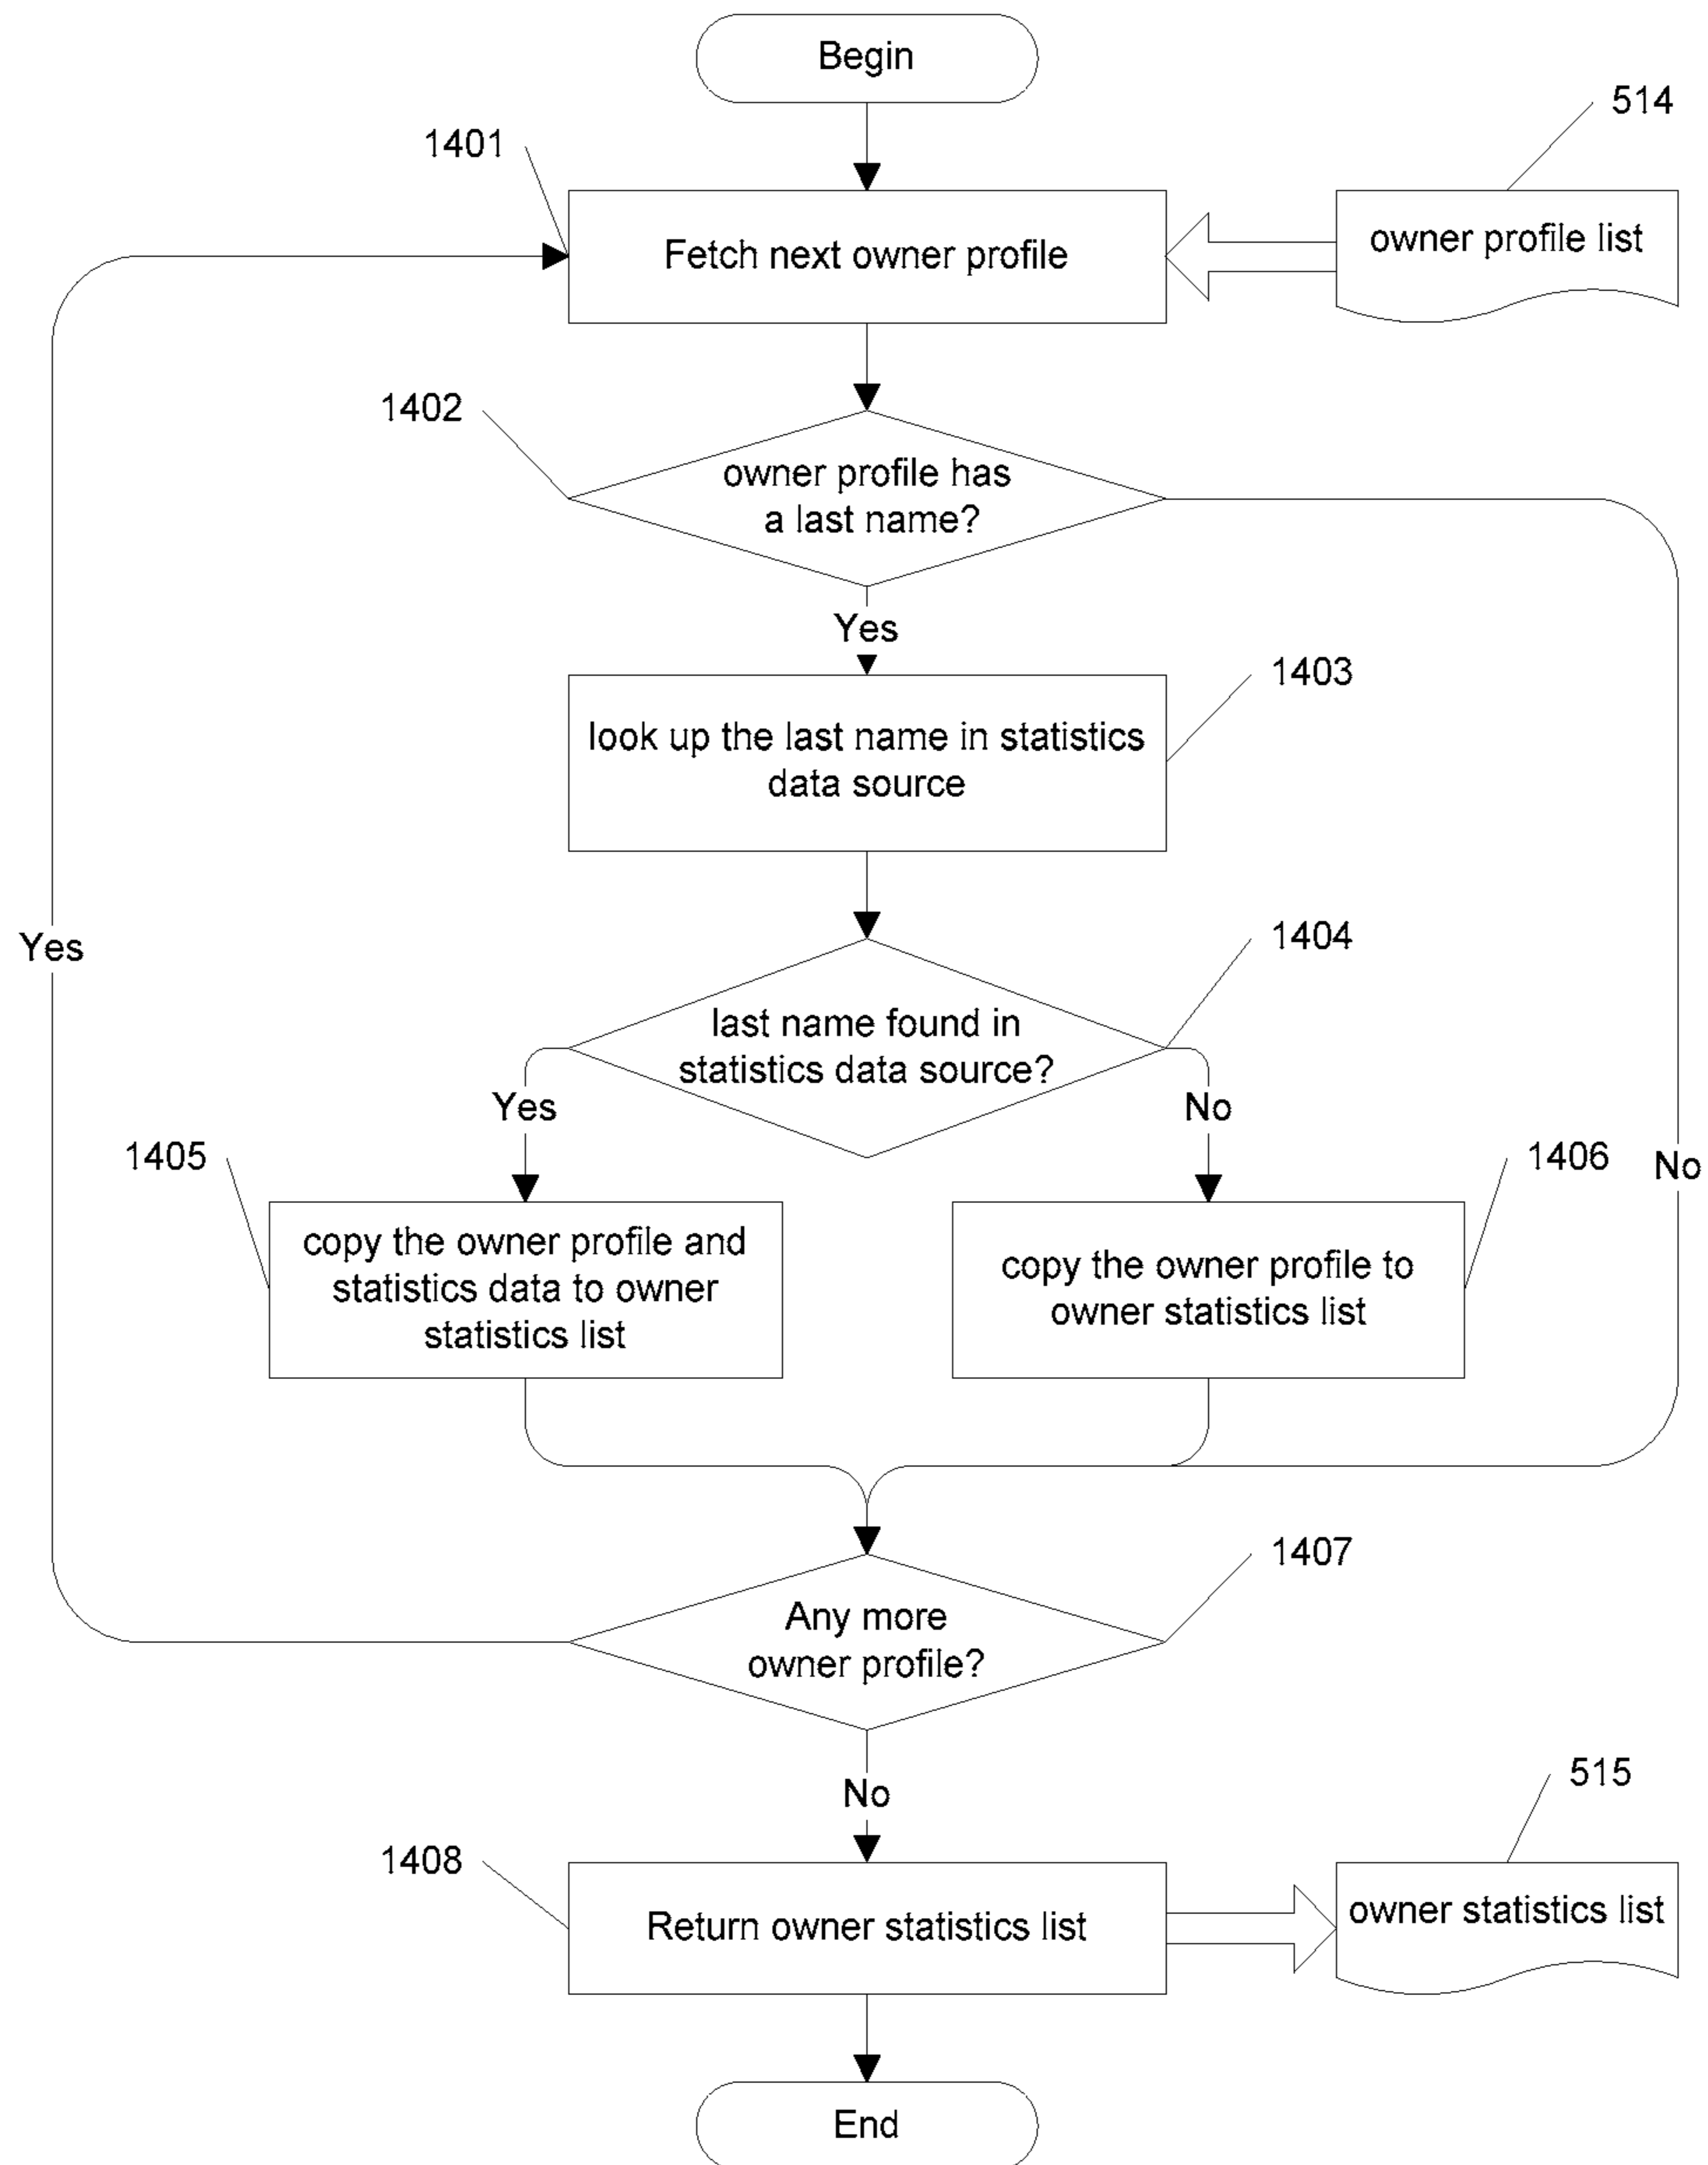 Begin
514
1401
Fetch next owner profile
owner profile list
1402
owner profile has
a last name?
Yes
1403
look up the last name in statistics
data source
Yes
1404
last name found in
statistics data source?
Yes
No
1405
1406
No
copy the owner profile and
statistics data to owner
statistics list
copy the owner profile to
owner statistics list
1407
Any more
owner profile?
No
515
1408
Return owner statistics list
owner statistics list
End